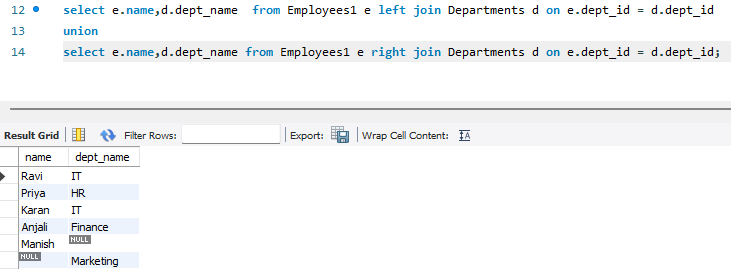 12 select e.name,d.dept_name  from Employees1 e left join Departments d on e.dept_id = d.dept_id
13 union
14 select e.name,d.dept_name from Employees1 e right join Departments d on e.dept_id = d.dept_id;
Result Grid Filter Rows: Export: Wrap Cell Content: IA
name dept_name
Ravi IT
Priya HR
Karan IT
Anjali Finance
Manish NULL
NULL Marketing